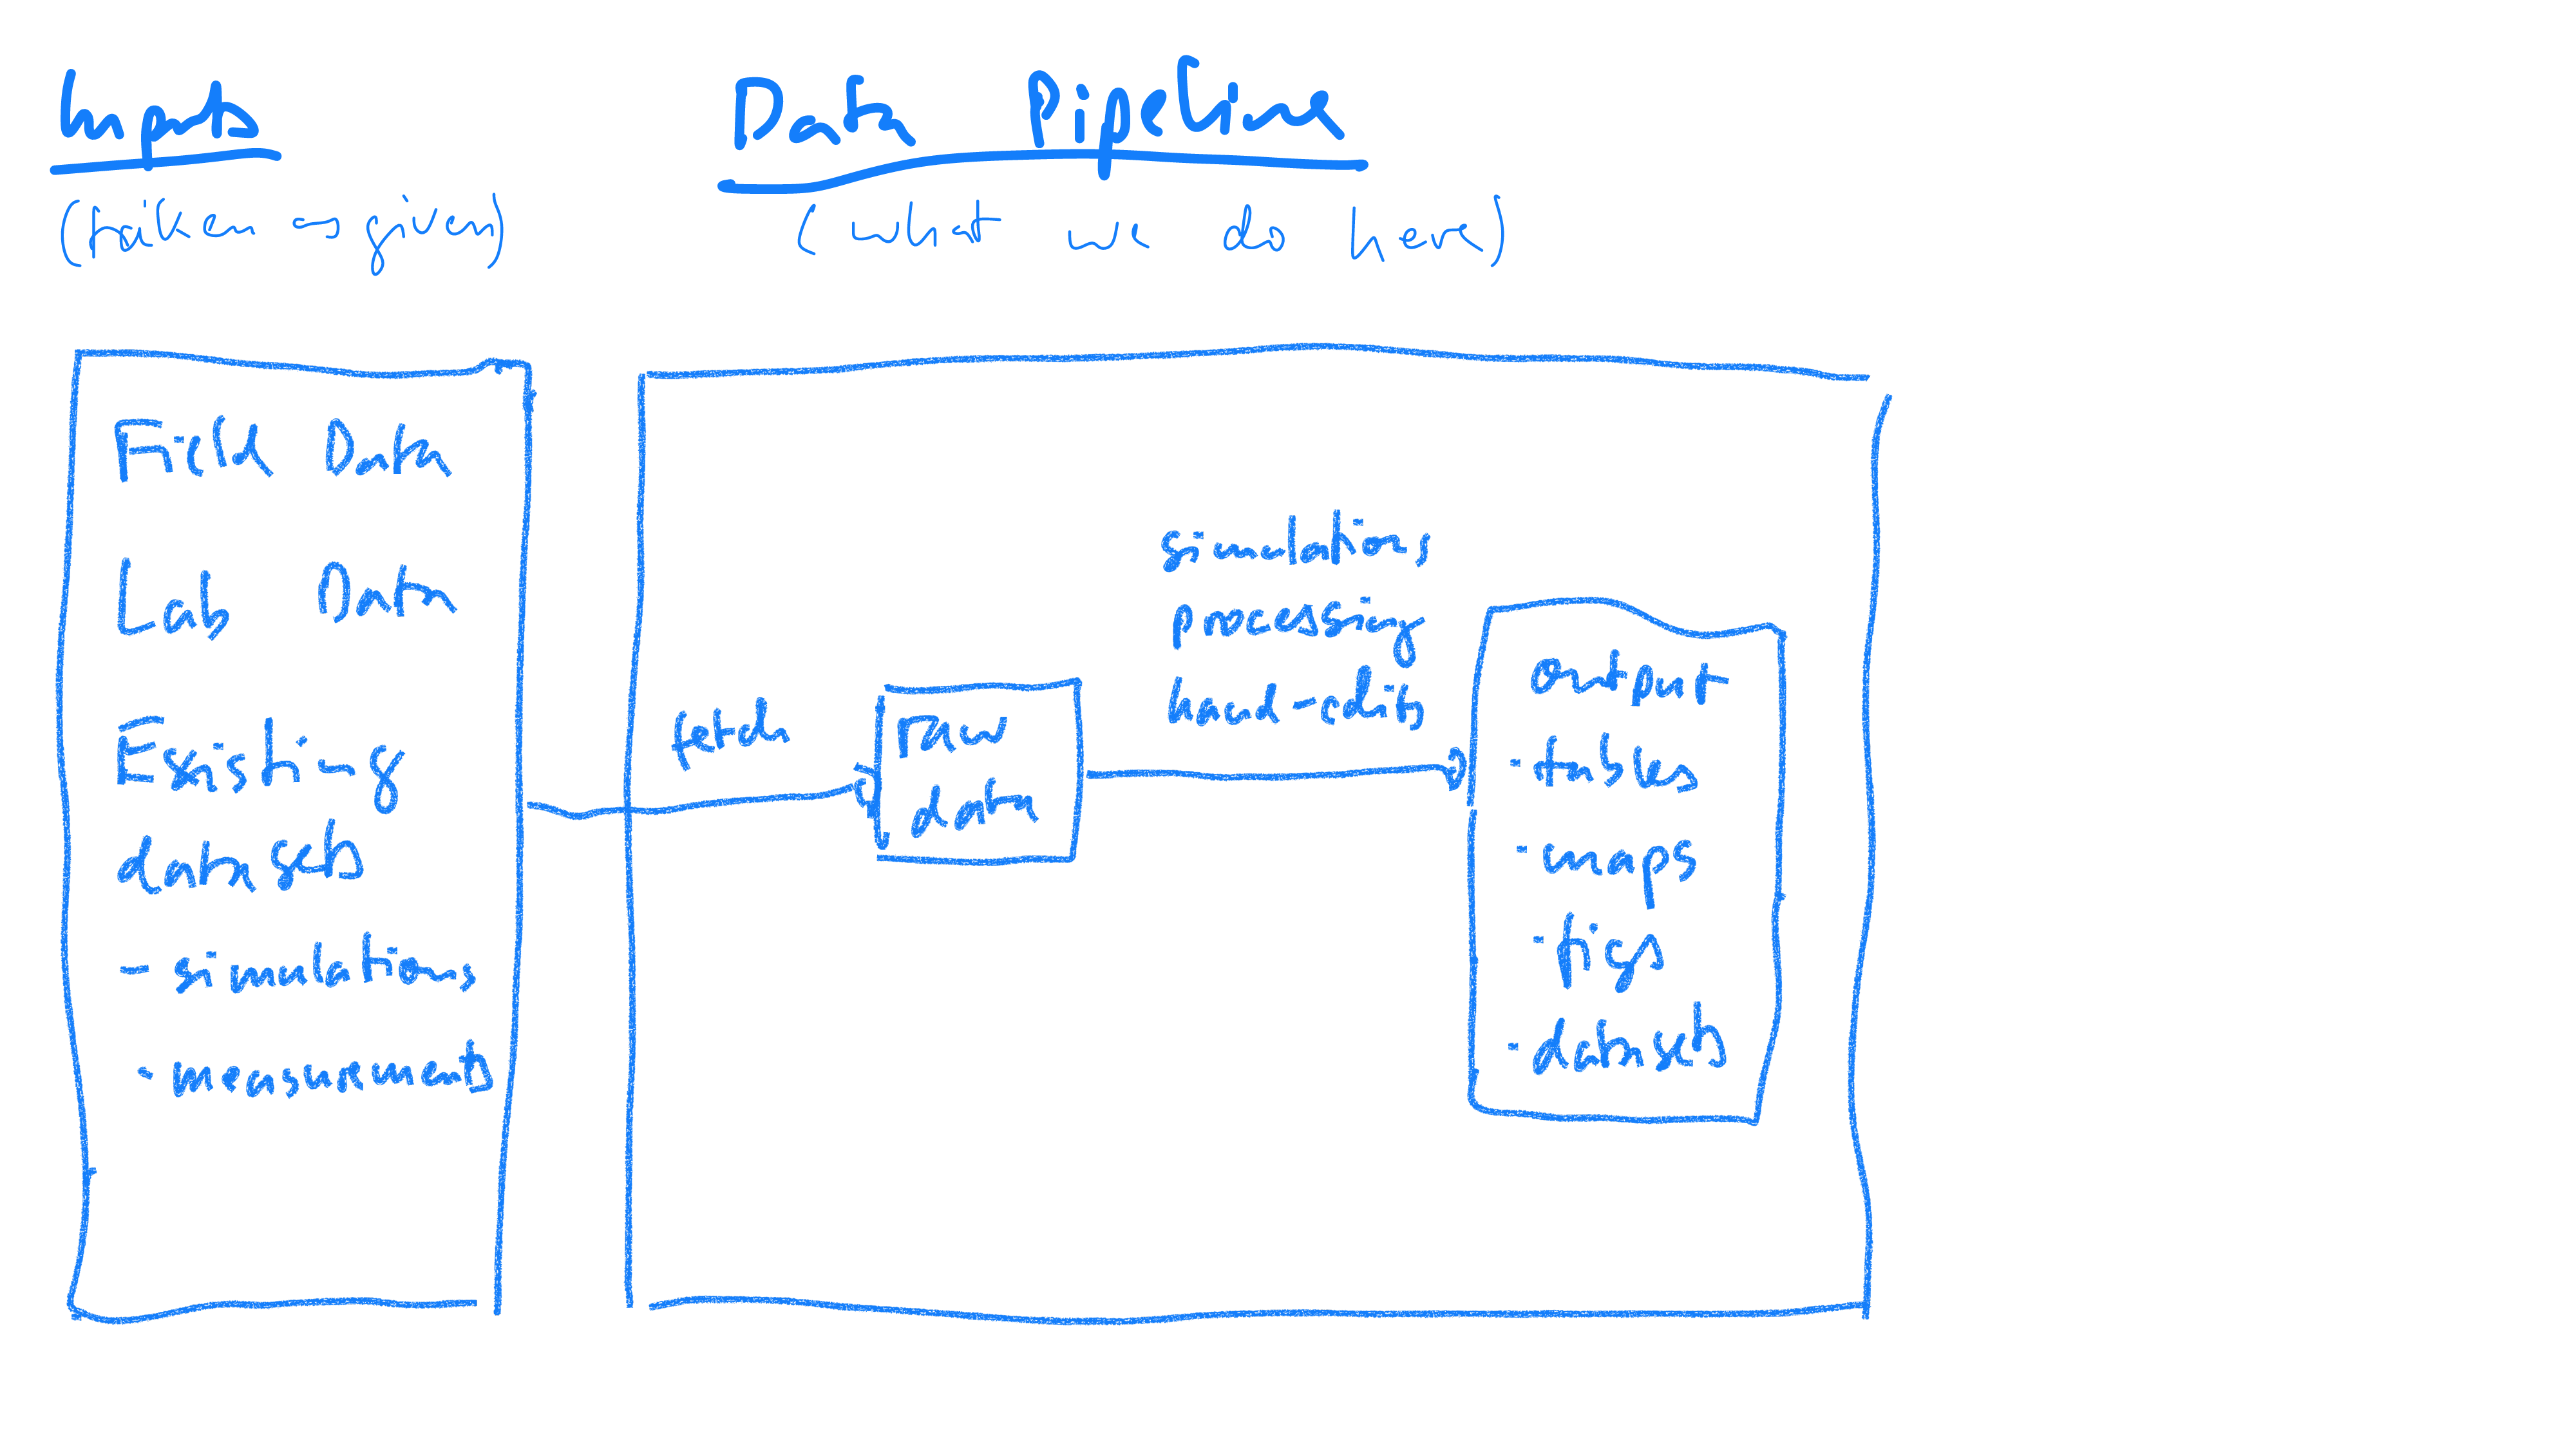 Inputs
(taken as given)
Data Pipeline
(what we do here)
Field Data
Lab Data
Existing
datasets
- simulations
- measurements
fetch
raw
data
simulations
processing
hand-edits
output
- tables
- maps
- figs
- datasets